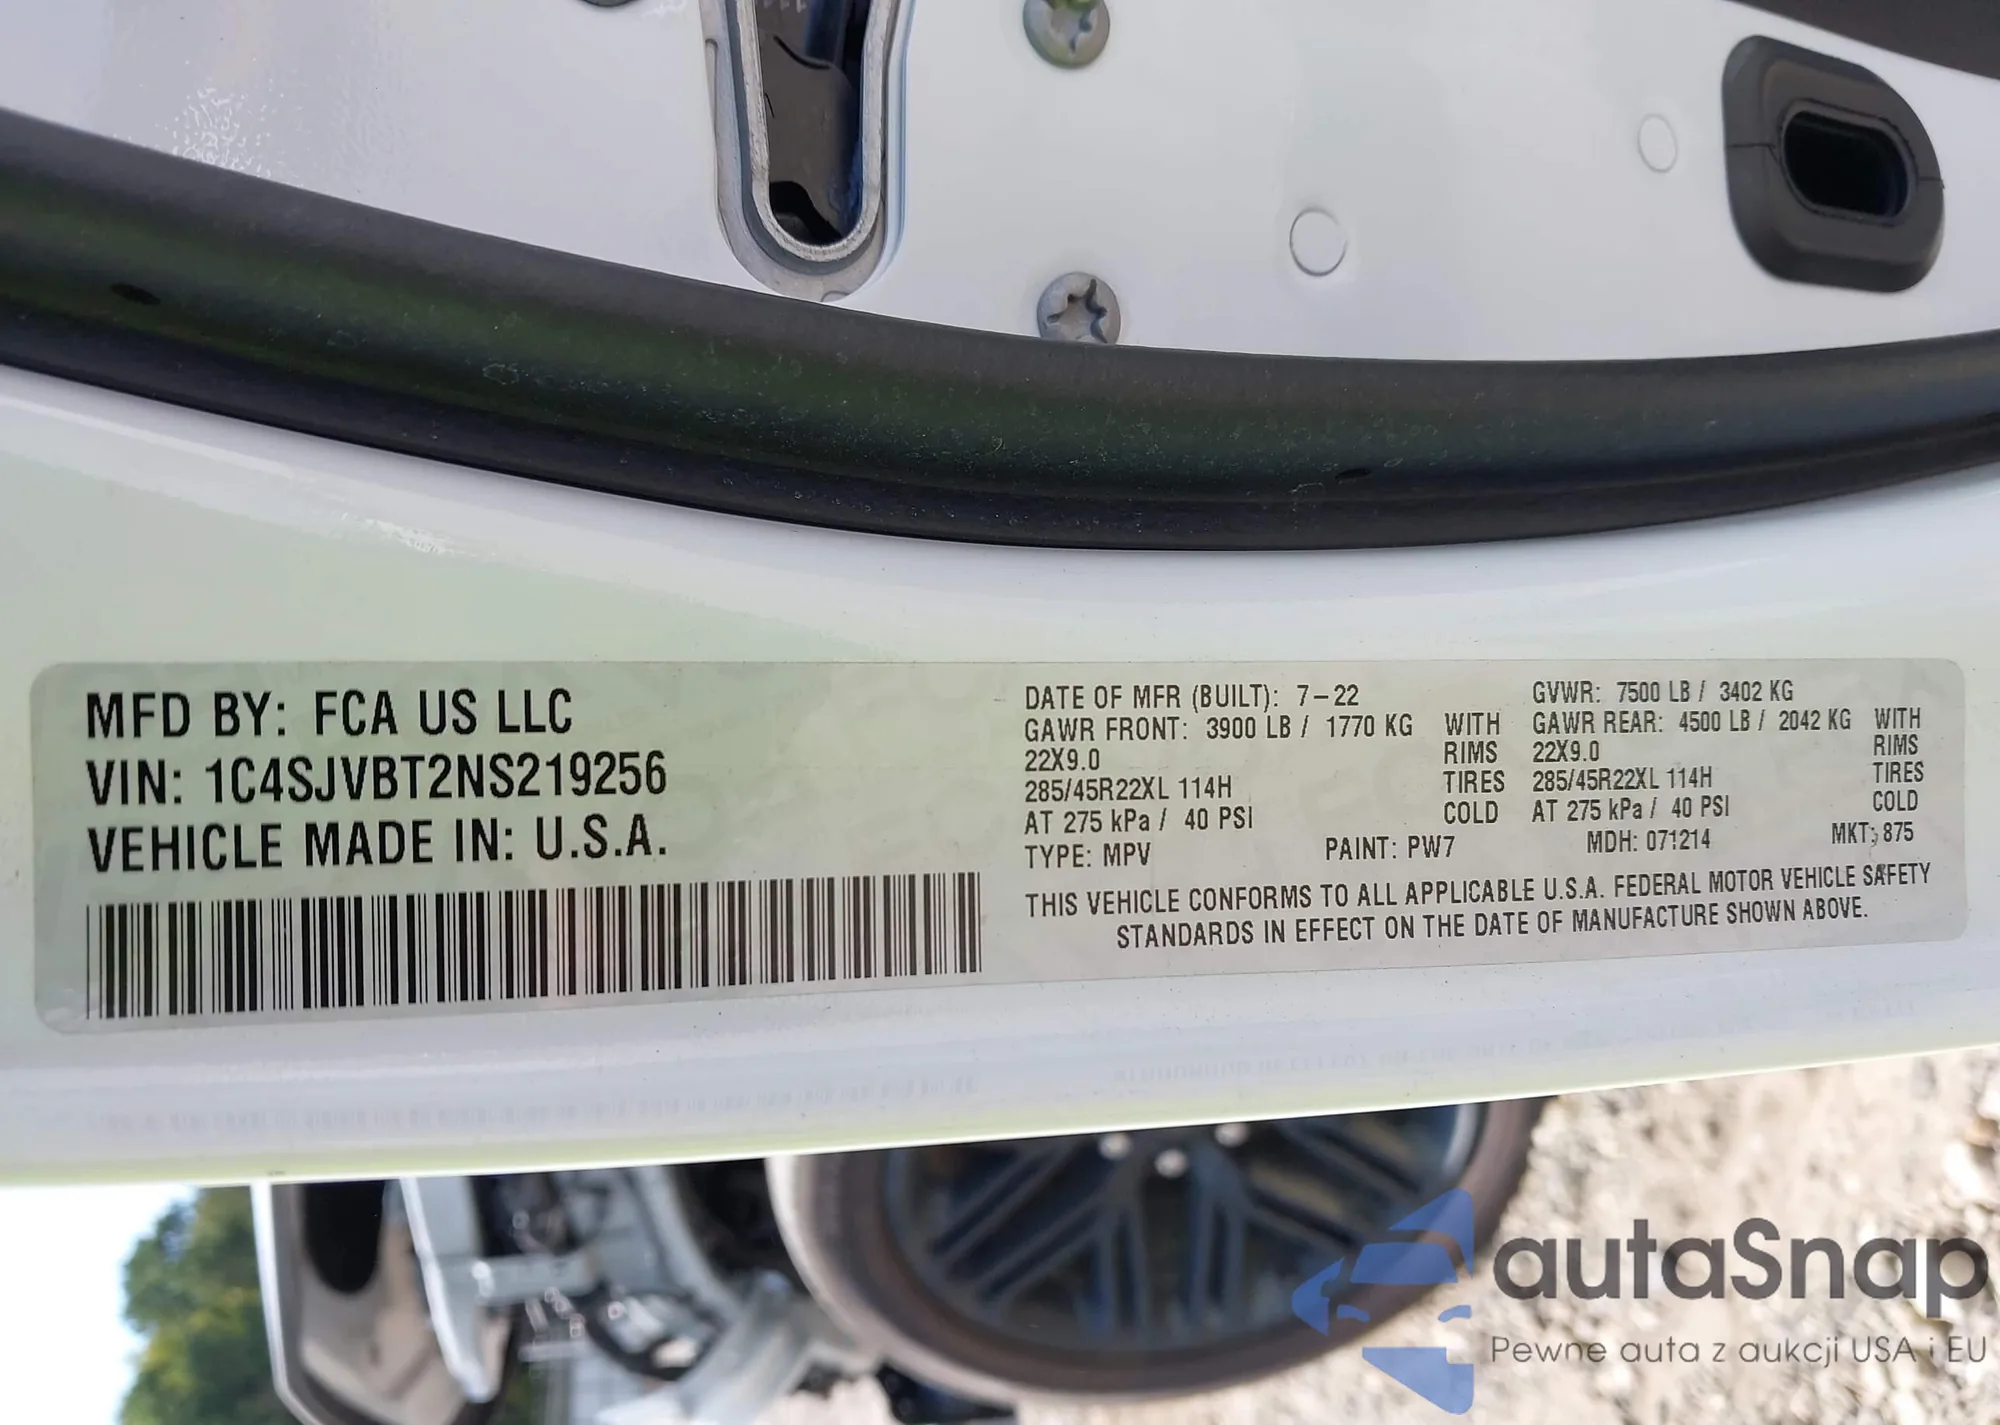 MFD BY: FCA US LLC
VIN: 1C4SJVBT2NS219256
VEHICLE MADE IN: U.S.A.
DATE OF MFR (BUILT): 7-22
GVWR: 7500 LB / 3402 KG
GAWR FRONT: 3900 LB / 1770 KG WITH
22X9.0 RIMS
285/45R22XL 114H TIRES
AT 275 kPa / 40 PSI COLD
GAWR REAR: 4500 LB / 2042 KG WITH
22X9.0 RIMS
285/45R22XL 114H TIRES
AT 275 kPa / 40 PSI COLD
TYPE: MPV PAINT: PW7 MDH: 071214 MKT: 875
THIS VEHICLE CONFORMS TO ALL APPLICABLE U.S.A. FEDERAL MOTOR VEHICLE SAFETY
STANDARDS IN EFFECT ON THE DATE OF MANUFACTURE SHOWN ABOVE.
autaSnap
Pewne auta z aukcji USA i EU